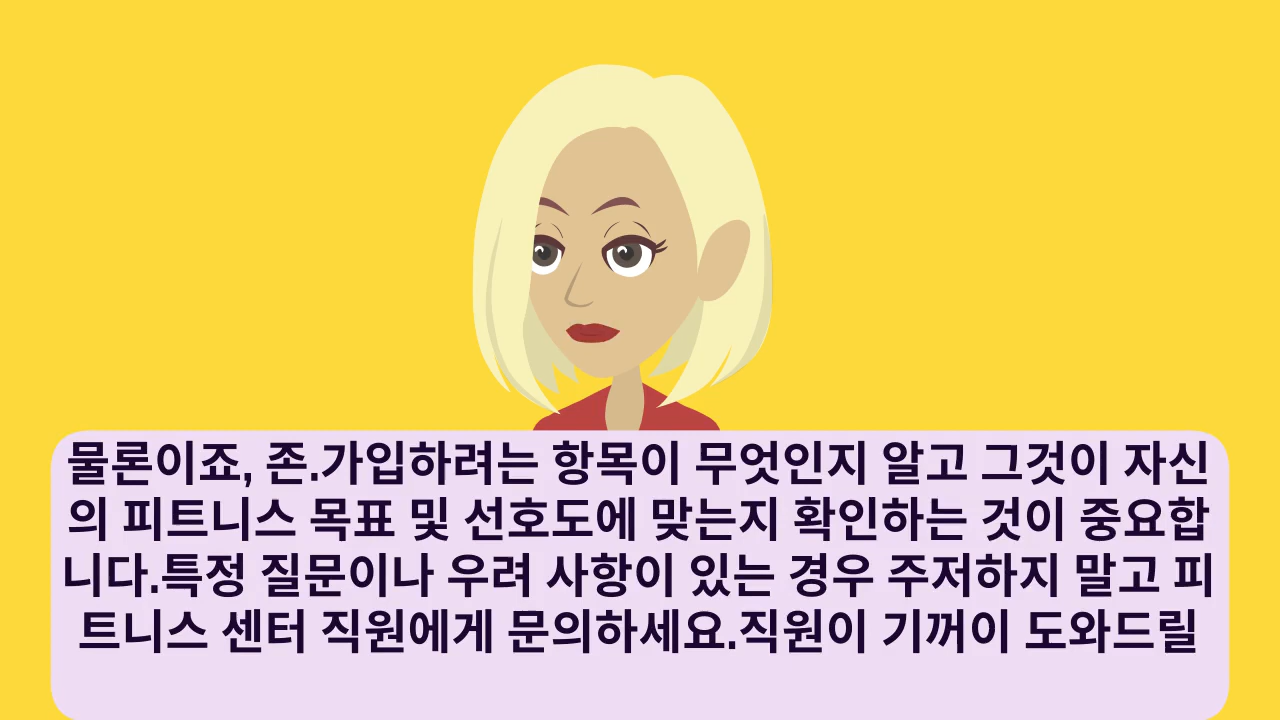 물론이죠, 존.가입하려는 항목이 무엇인지 알고 그것이 자신
의 피트니스 목표 및 선호도에 맞는지 확인하는 것이 중요합
니다.특정 질문이나 우려 사항이 있는 경우 주저하지 말고 피
트니스 센터 직원에게 문의하세요.직원이 기꺼이 도와드릴